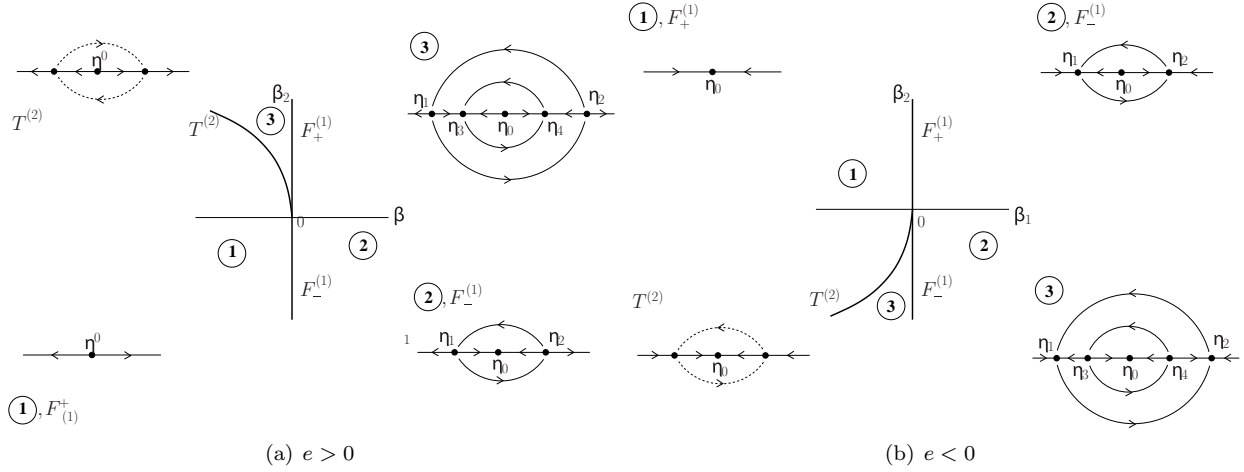 η⁰
T⁽²⁾
③
η₁ η₂
η₃ η₀ η₄
β₂
T⁽²⁾ ③ F₊⁽¹⁾
0 β
① ②
F₋⁽¹⁾
η⁰
①, F₍₁₎⁺
②, F₋⁽¹⁾
1 η₁ η₂
η₀
(a) e > 0
①, F₊⁽¹⁾
η₀
②, F₋⁽¹⁾
η₁ η₂
η₀
β₂
F₊⁽¹⁾
①
0 β₁
②
T⁽²⁾ ③ F₋⁽¹⁾
T⁽²⁾
η₀
③
η₁ η₂
η₃ η₀ η₄
(b) e < 0